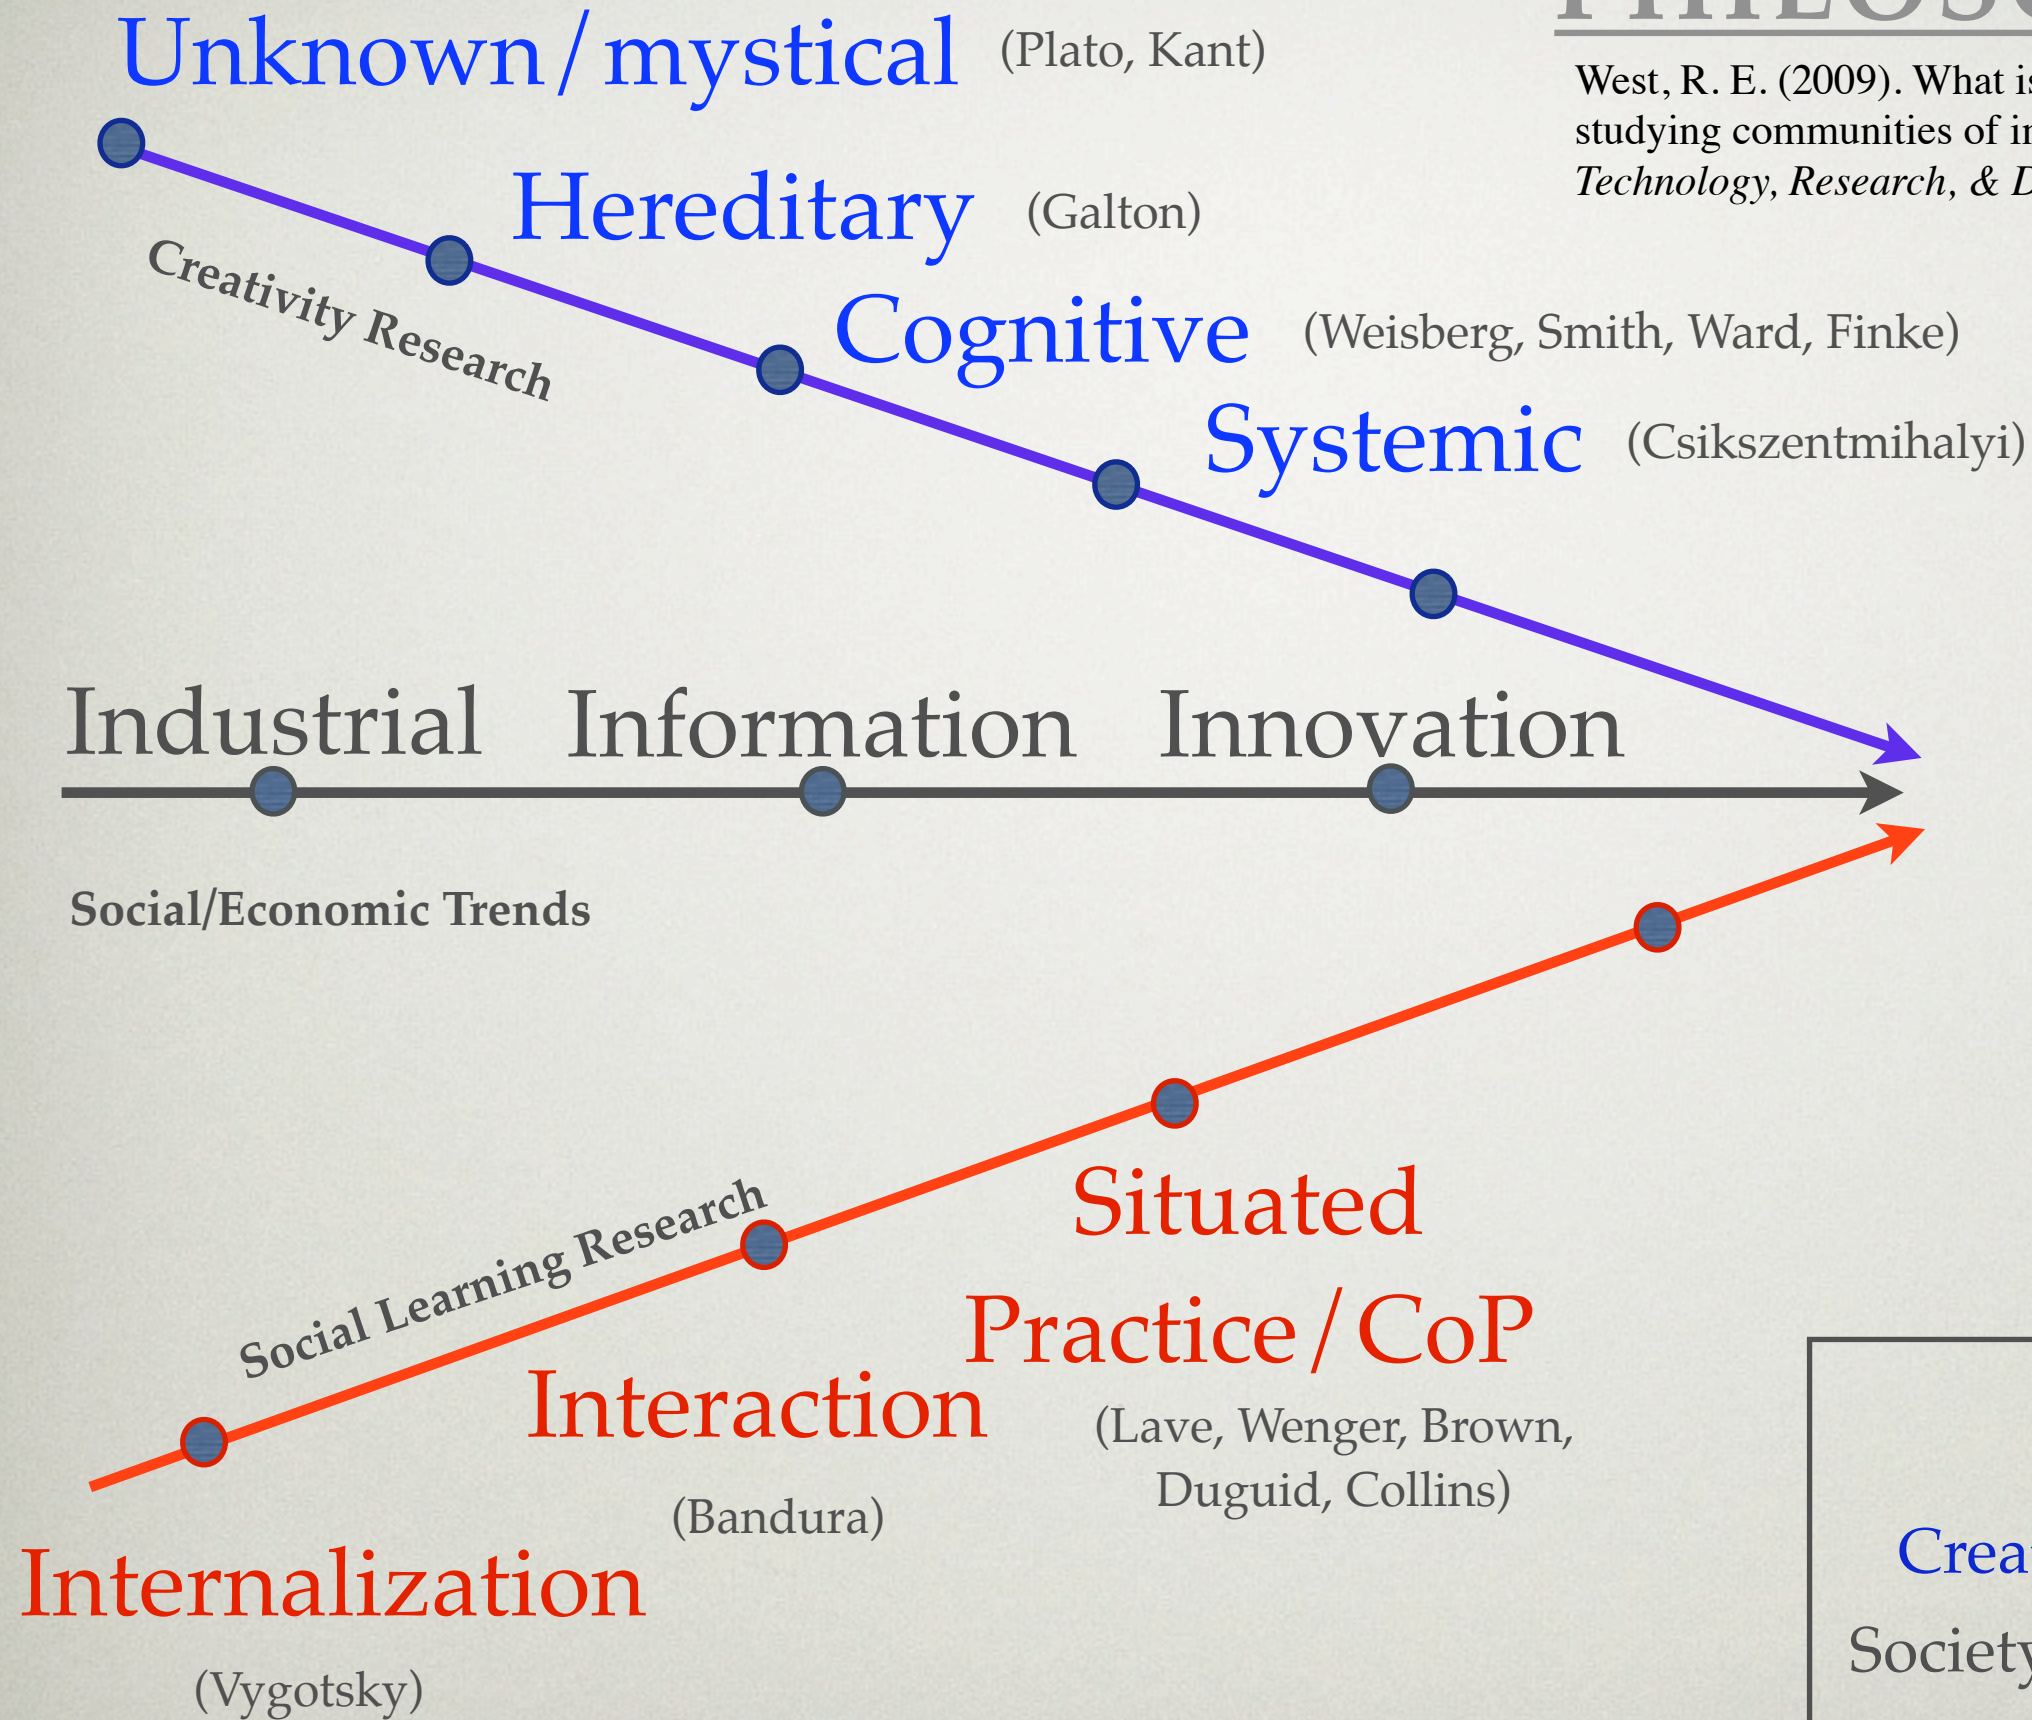 Unknown/mystical (Plato, Kant)
West, R. E. (2009). What is
studying communities of
Technology, Research, &
Hereditary (Galton)
Creativity Research
Cognitive (Weisberg, Smith, Ward, Finke)
Systemic (Csikszentmihalyi)
Industrial Information Innovation
Social/Economic Trends
Social Learning Research
Situated
Practice/CoP
(Lave, Wenger, Brown,
Duguid, Collins)
Interaction
(Bandura)
Internalization
(Vygotsky)
Society